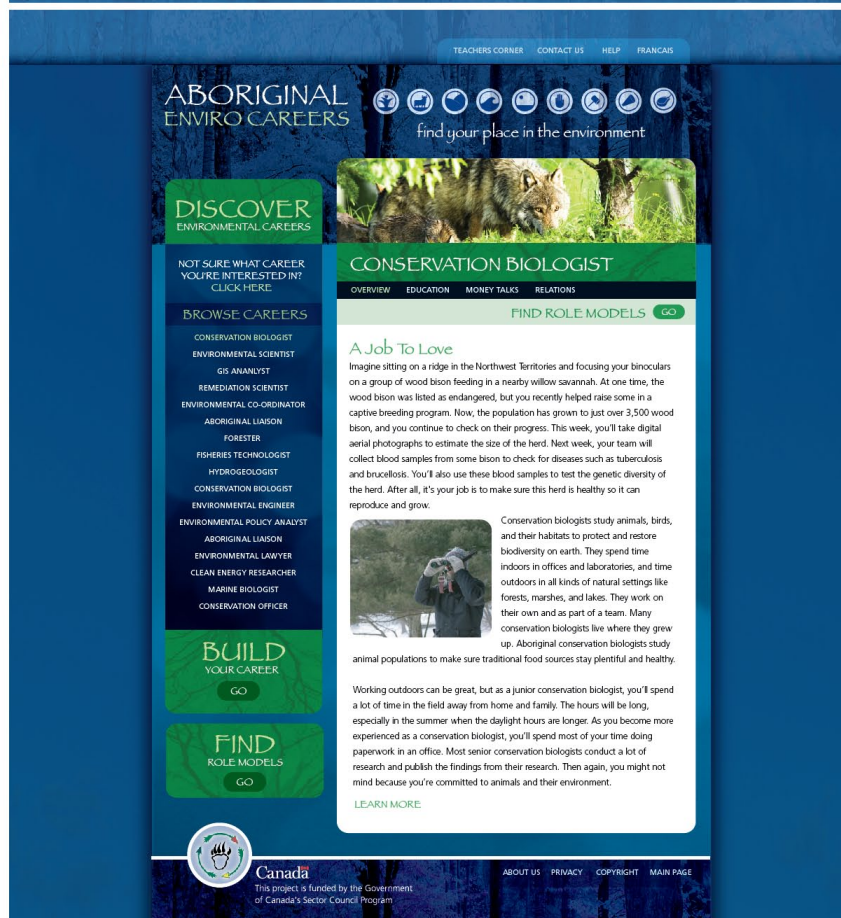 TEACHERS CORNER CONTACT US HELP FRANCAIS
ABORIGINAL
ENVIRO CAREERS
find your place in the environment
DISCOVER
ENVIRONMENTAL CAREERS
NOT SURE WHAT CAREER
YOU'RE INTERESTED IN?
CLICK HERE
BROWSE CAREERS
CONSERVATION BIOLOGIST
ENVIRONMENTAL SCIENTIST
GIS ANANLYST
REMEDIATION SCIENTIST
ENVIRONMENTAL CO-ORDINATOR
ABORIGINAL LIAISON
FORESTER
FISHERIES TECHNOLOGIST
HYDROGEOLOGIST
CONSERVATION BIOLOGIST
ENVIRONMENTAL ENGINEER
ENVIRONMENTAL POLICY ANALYST
ABORIGINAL LIAISON
ENVIRONMENTAL LAWYER
CLEAN ENERGY RESEARCHER
MARINE BIOLOGIST
CONSERVATION OFFICER
BUILD
YOUR CAREER
GO
FIND
ROLE MODELS
GO
CONSERVATION BIOLOGIST
OVERVIEW EDUCATION MONEY TALKS RELATIONS
FIND ROLE MODELS GO
A Job To Love
Imagine sitting on a ridge in the Northwest Territories and focusing your binoculars
on a group of wood bison feeding in a nearby willow savannah. At one time, the
wood bison was listed as endangered, but you recently helped raise some in a
captive breeding program. Now, the population has grown to just over 3,500 wood
bison, and you continue to check on their progress. This week, you'll take digital
aerial photographs to estimate the size of the herd. Next week, your team will
collect blood samples from some bison to check for diseases such as tuberculosis
and brucellosis. You'll also use these blood samples to test the genetic diversity of
the herd. After all, it's your job is to make sure this herd is healthy so it can
reproduce and grow.
Conservation biologists study animals, birds,
and their habitats to protect and restore
biodiversity on earth. They spend time
indoors in offices and laboratories, and time
outdoors in all kinds of natural settings like
forests, marshes, and lakes. They work on
their own and as part of a team. Many
conservation biologists live where they grew
up. Aboriginal conservation biologists study
animal populations to make sure traditional food sources stay plentiful and healthy.
Working outdoors can be great, but as a junior conservation biologist, you'll spend
a lot of time in the field away from home and family. The hours will be long,
especially in the summer when the daylight hours are longer. As you become more
experienced as a conservation biologist, you'll spend most of your time doing
paperwork in an office. Most senior conservation biologists conduct a lot of
research and publish the findings from their research. Then again, you might not
mind because you're committed to animals and their environment.
LEARN MORE
Canada
This project is funded by the Government
of Canada's Sector Council Program
ABOUT US PRIVACY COPYRIGHT MAIN PAGE